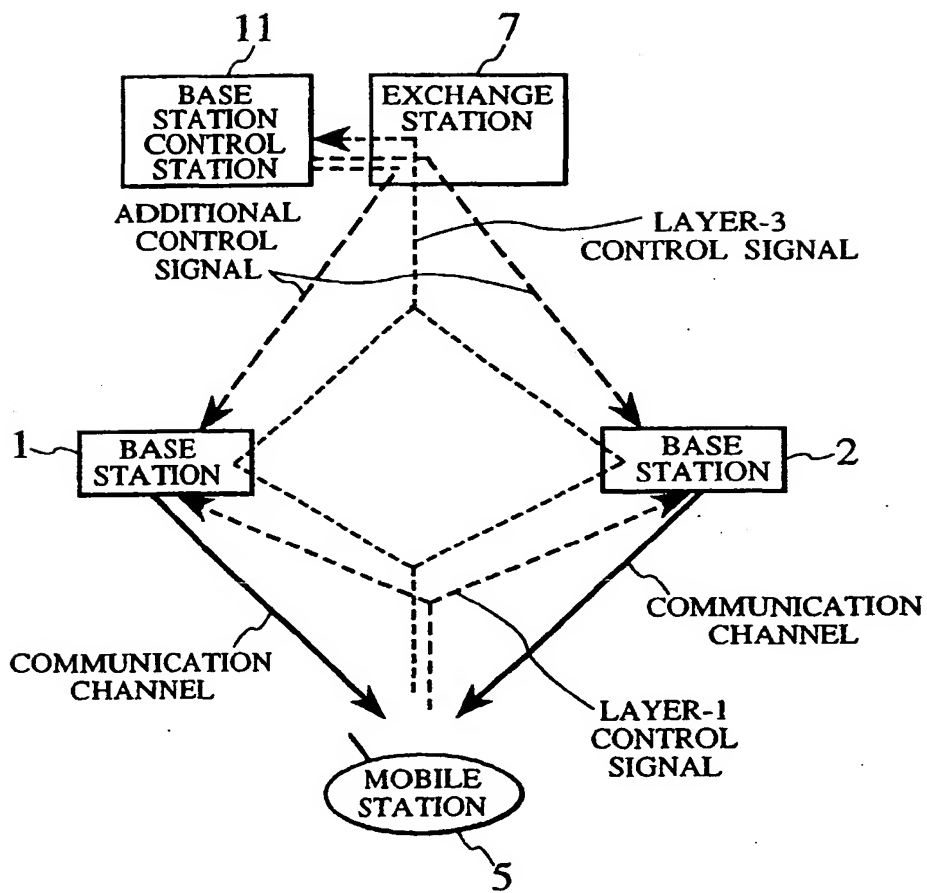 11
7
BASE
STATION
CONTROL
STATION
EXCHANGE
STATION
ADDITIONAL
CONTROL
SIGNAL
LAYER-3
CONTROL SIGNAL
1
BASE
STATION
BASE
STATION
2
COMMUNICATION
CHANNEL
COMMUNICATION
CHANNEL
LAYER-1
CONTROL
SIGNAL
MOBILE
STATION
5